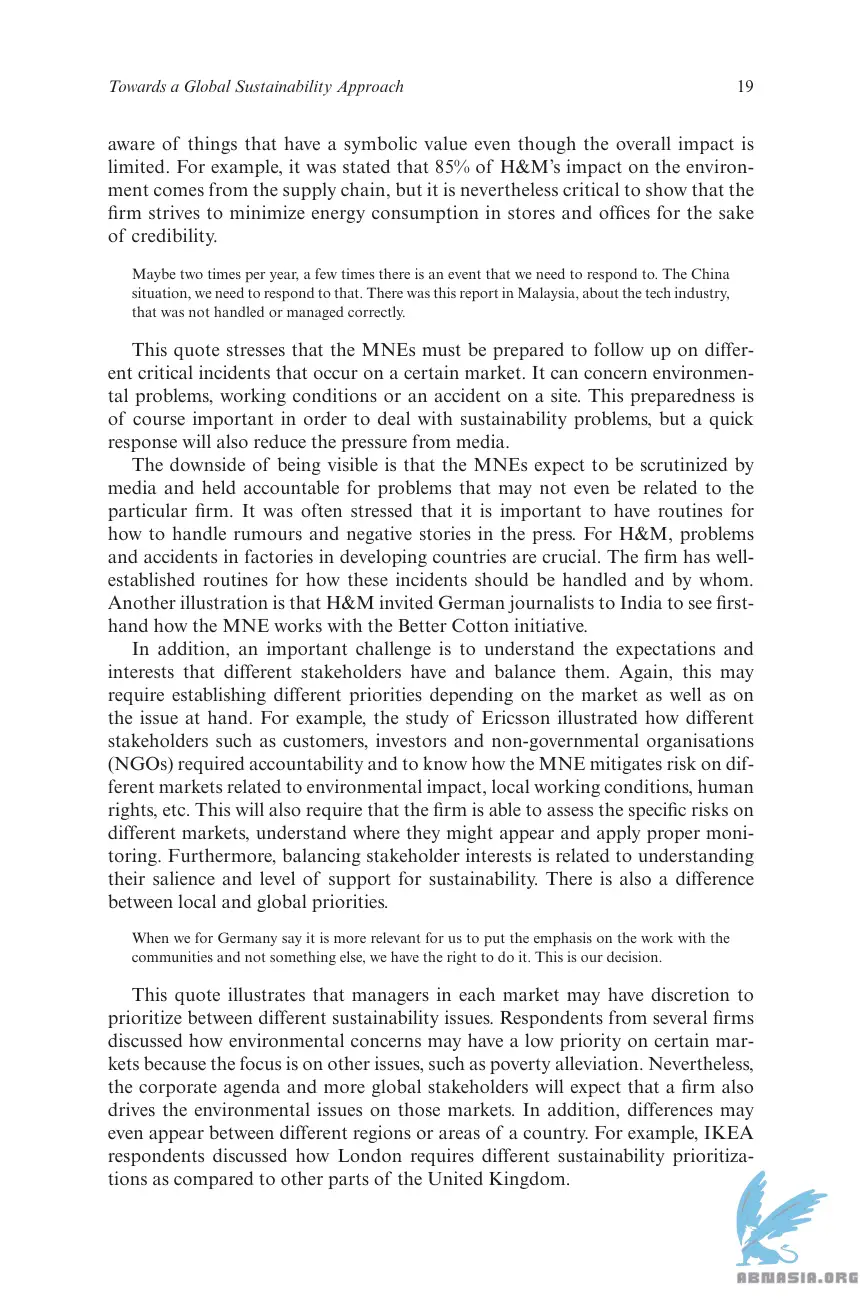 Towards a Global Sustainability Approach 19
aware of things that have a symbolic value even though the overall impact is
limited. For example, it was stated that 85% of H&M's impact on the environ-
ment comes from the supply chain, but it is nevertheless critical to show that the
firm strives to minimize energy consumption in stores and offices for the sake
of credibility.
Maybe two times per year, a few times there is an event that we need to respond to. The China
situation, we need to respond to that. There was this report in Malaysia, about the tech industry,
that was not handled or managed correctly.
This quote stresses that the MNEs must be prepared to follow up on differ-
ent critical incidents that occur on a certain market. It can concern environmen-
tal problems, working conditions or an accident on a site. This preparedness is
of course important in order to deal with sustainability problems, but a quick
response will also reduce the pressure from media.
The downside of being visible is that the MNEs expect to be scrutinized by
media and held accountable for problems that may not even be related to the
particular firm. It was often stressed that it is important to have routines for
how to handle rumours and negative stories in the press. For H&M, problems
and accidents in factories in developing countries are crucial. The firm has well-
established routines for how these incidents should be handled and by whom.
Another illustration is that H&M invited German journalists to India to see first-
hand how the MNE works with the Better Cotton initiative.
In addition, an important challenge is to understand the expectations and
interests that different stakeholders have and balance them. Again, this may
require establishing different priorities depending on the market as well as on
the issue at hand. For example, the study of Ericsson illustrated how different
stakeholders such as customers, investors and non-governmental organisations
(NGOs) required accountability and to know how the MNE mitigates risk on dif-
ferent markets related to environmental impact, local working conditions, human
rights, etc. This will also require that the firm is able to assess the specific risks on
different markets, understand where they might appear and apply proper moni-
toring. Furthermore, balancing stakeholder interests is related to understanding
their salience and level of support for sustainability. There is also a difference
between local and global priorities.
When we for Germany say it is more relevant for us to put the emphasis on the work with the
communities and not something else, we have the right to do it. This is our decision.
This quote illustrates that managers in each market may have discretion to
prioritize between different sustainability issues. Respondents from several firms
discussed how environmental concerns may have a low priority on certain mar-
kets because the focus is on other issues, such as poverty alleviation. Nevertheless,
the corporate agenda and more global stakeholders will expect that a firm also
drives the environmental issues on those markets. In addition, differences may
even appear between different regions or areas of a country. For example, IKEA
respondents discussed how London requires different sustainability prioritiza-
tions as compared to other parts of the United Kingdom.
ABNASIA.ORG